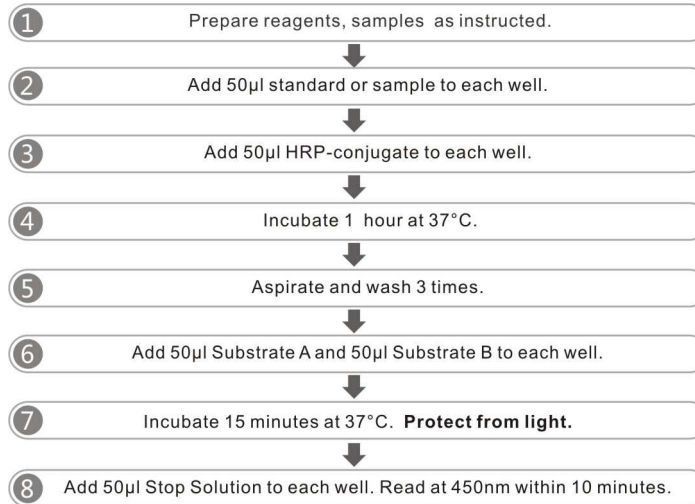 1 Prepare reagents, samples as instructed.
2 Add 50μl standard or sample to each well.
3 Add 50μl HRP-conjugate to each well.
4 Incubate 1 hour at 37°C.
5 Aspirate and wash 3 times.
6 Add 50μl Substrate A and 50μl Substrate B to each well.
7 Incubate 15 minutes at 37°C. Protect from light.
8 Add 50μl Stop Solution to each well. Read at 450nm within 10 minutes.